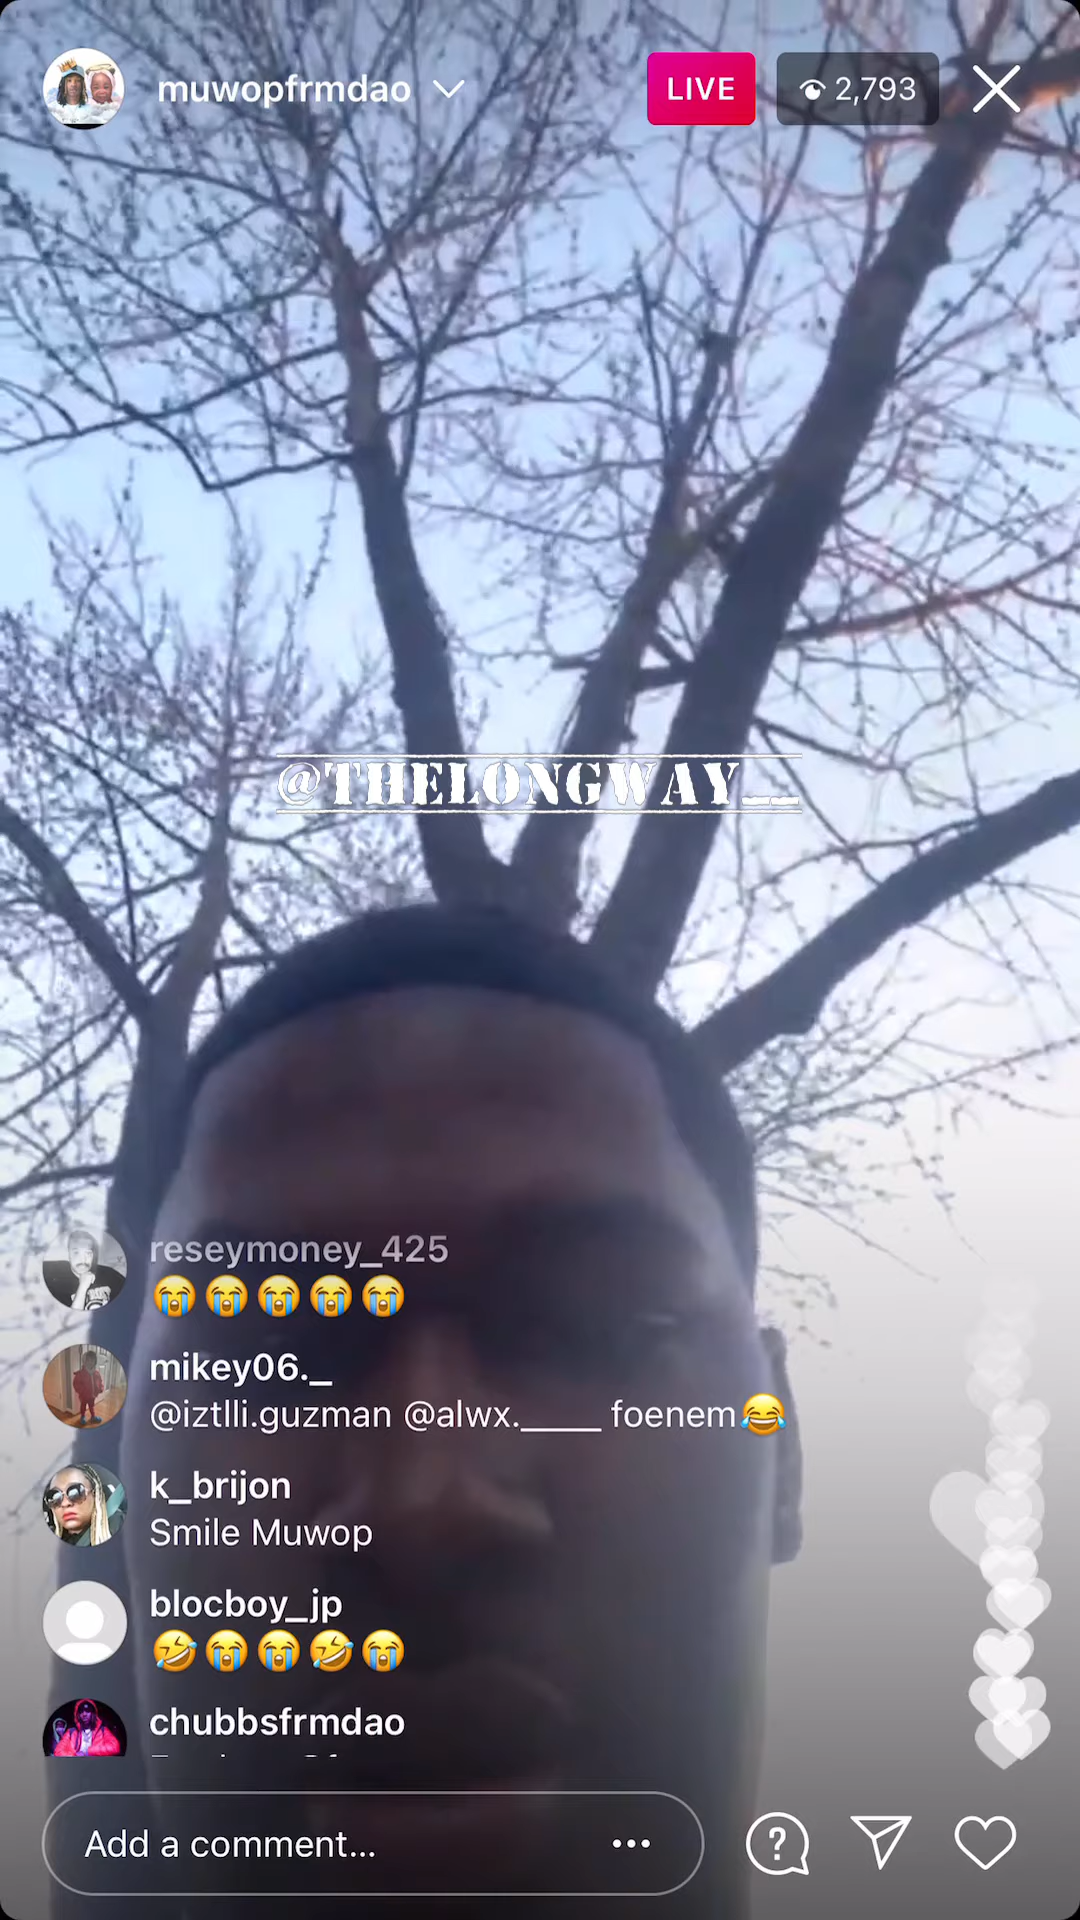 muwopfrmdao
LIVE
2,793
@THELONGWAY__
reseymoney_425
😭😭😭😭😭
mikey06._
@iztlli.guzman @alwx._____ foenem😂
k_brijon
Smile Muwop
blocboy_jp
🤣😭😭🤣😭
chubbsfrmdao
Add a comment...